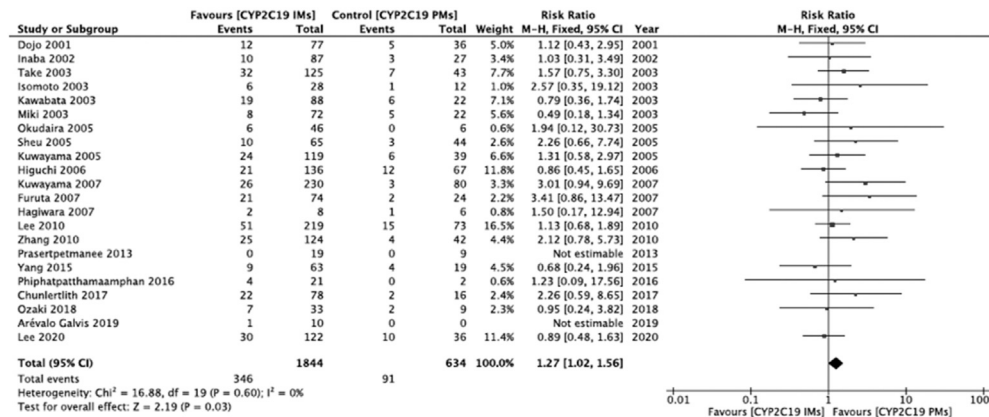 Favours [CYP2C19 IMs] Control [CYP2C19 PMs] Risk Ratio Risk Ratio
Study or Subgroup Events Total Events Total Weight M-H, Fixed, 95% CI Year M-H, Fixed, 95% CI
Dojo 2001 12 77 5 36 5.0% 1.12 [0.43, 2.95] 2001
Inaba 2002 10 87 3 27 3.4% 1.03 [0.31, 3.49] 2002
Take 2003 32 125 7 43 7.7% 1.57 [0.75, 3.30] 2003
Isomoto 2003 6 28 1 12 1.0% 2.57 [0.35, 19.12] 2003
Kawabata 2003 19 88 6 22 7.1% 0.79 [0.36, 1.74] 2003
Miki 2003 8 72 5 22 5.6% 0.49 [0.18, 1.34] 2003
Okudaira 2005 6 46 0 6 0.6% 1.94 [0.12, 30.73] 2005
Sheu 2005 10 65 3 44 2.6% 2.26 [0.66, 7.74] 2005
Kuwayama 2005 24 119 6 39 6.6% 1.31 [0.58, 2.97] 2005
Higuchi 2006 21 136 12 67 11.8% 0.86 [0.45, 1.65] 2006
Kuwayama 2007 26 230 3 80 3.3% 3.01 [0.94, 9.69] 2007
Furuta 2007 21 74 2 24 2.2% 3.41 [0.86, 13.47] 2007
Hagiwara 2007 2 8 1 6 0.8% 1.50 [0.17, 12.94] 2007
Lee 2010 51 219 15 73 16.5% 1.13 [0.68, 1.89] 2010
Zhang 2010 25 124 4 42 4.4% 2.12 [0.78, 5.73] 2010
Prasertpetmanee 2013 0 19 0 9 Not estimable 2013
Yang 2015 9 63 4 19 4.5% 0.68 [0.24, 1.96] 2015
Phiphatpatthamaamphan 2016 4 21 0 2 0.6% 1.23 [0.09, 17.56] 2016
Chunlertlith 2017 22 78 2 16 2.4% 2.26 [0.59, 8.65] 2017
Ozaki 2018 7 33 2 9 2.3% 0.95 [0.24, 3.82] 2018
Arévalo Galvis 2019 1 10 0 0 Not estimable 2019
Lee 2020 30 122 10 36 11.4% 0.89 [0.48, 1.63] 2020
Total (95% CI) 1844 634 100.0% 1.27 [1.02, 1.56]
Total events 346 91
Heterogeneity: Chi² = 16.88, df = 19 (P = 0.60); I² = 0%
Test for overall effect: Z = 2.19 (P = 0.03)
0.01 0.1 1 10 100
Favours [CYP2C19 IMs] Favours [CYP2C19 PMs]